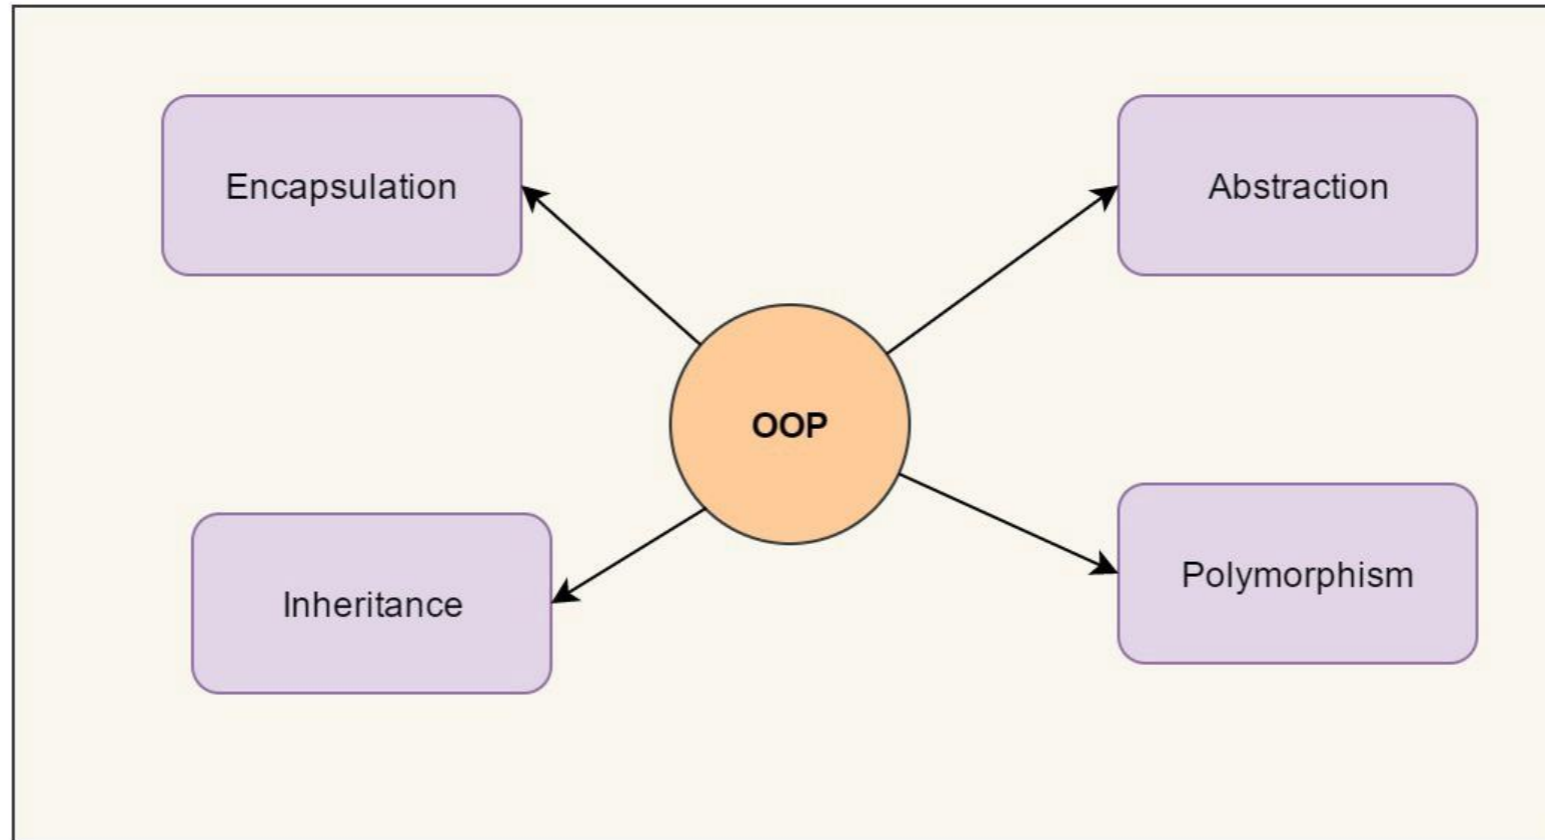 Encapsulation
Abstraction
OOP
Inheritance
Polymorphism